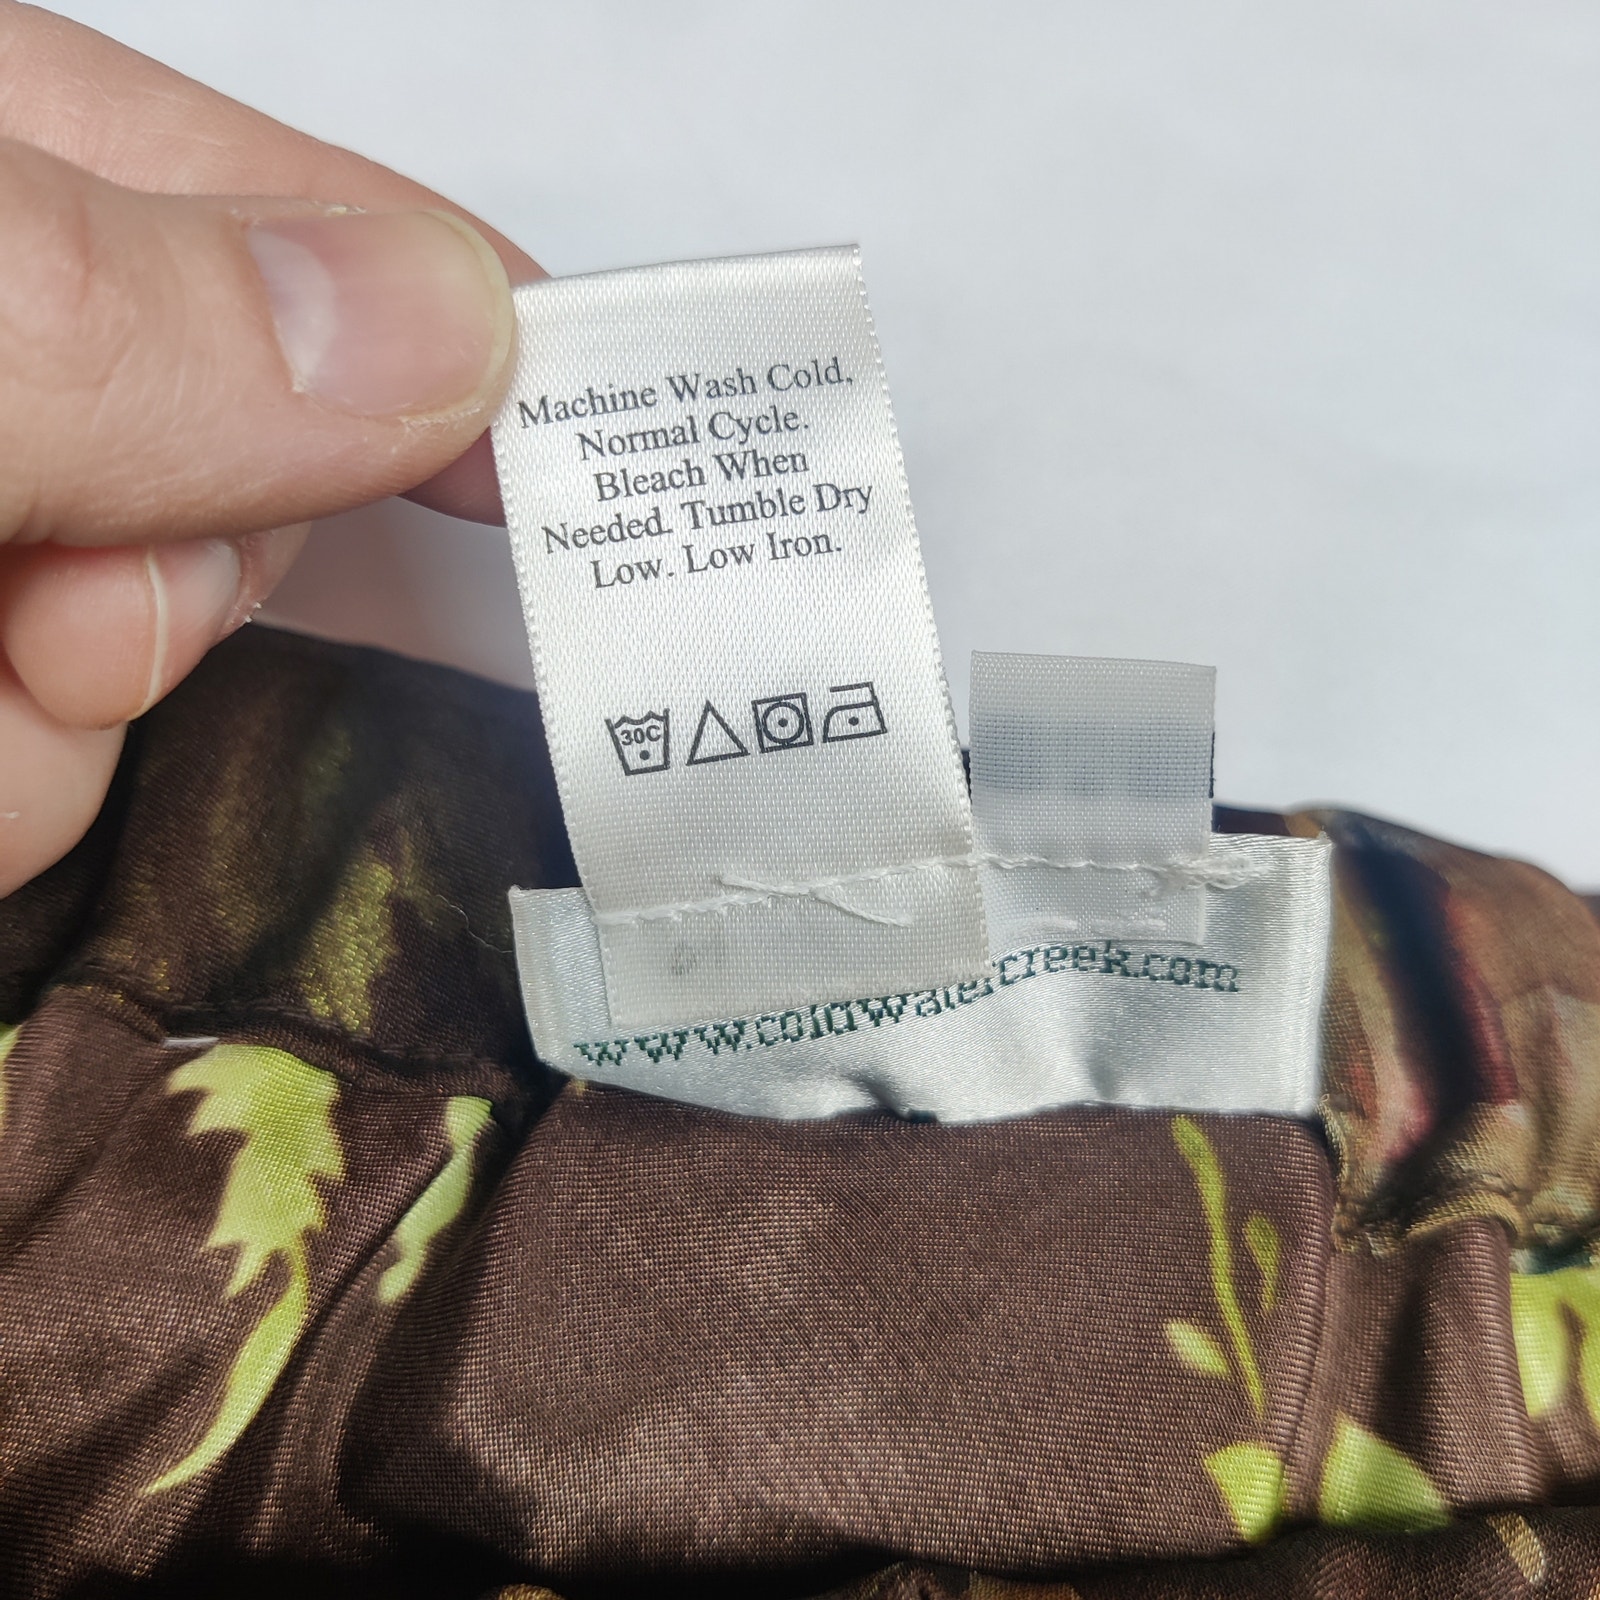 Machine Wash Cold,
Normal Cycle.
Bleach When
Needed. Tumble Dry
Low. Low Iron.
30C
www.coldwatercreek.com